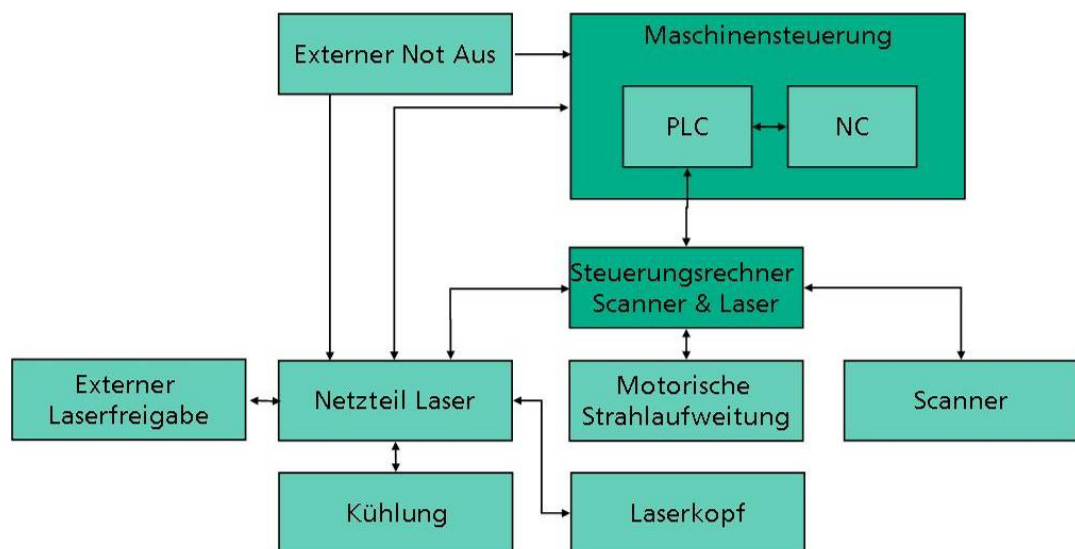 Externer Not Aus
Maschinensteuerung
PLC
NC
Steuerungsrechner
Scanner & Laser
Externer
Laserfreigabe
Netzteil Laser
Motorische
Strahlaufweitung
Scanner
Kühlung
Laserkopf